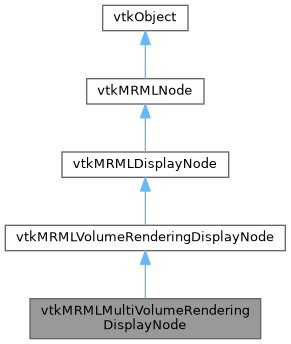 vtkObject
vtkMRMLNode
vtkMRMLDisplayNode
vtkMRMLVolumeRenderingDisplayNode
vtkMRMLMultiVolumeRendering
DisplayNode